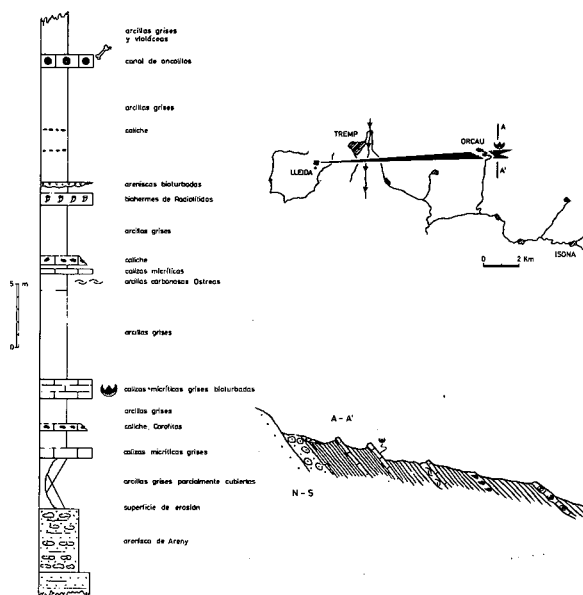 arcillas grises
y violáceas
canal de oncolitos
arcillas grises
caliche
areniscas bioturbadas
biohermes de Radiolítidos
arcillas grises
caliche
calizas micríticas
arcillas carbonosas Ostreas
arcillas grises
calizas micríticas grises bioturbadas
arcillas grises
caliche, Carofitas
calizas micríticas grises
arcillas grises parcialmente cubiertas
superficie de erosión
arenisca de Areny
5 m
0
TREMP
LLEIDA
ORCAU
A
A'
ISONA
0 2 Km
A - A'
N - S